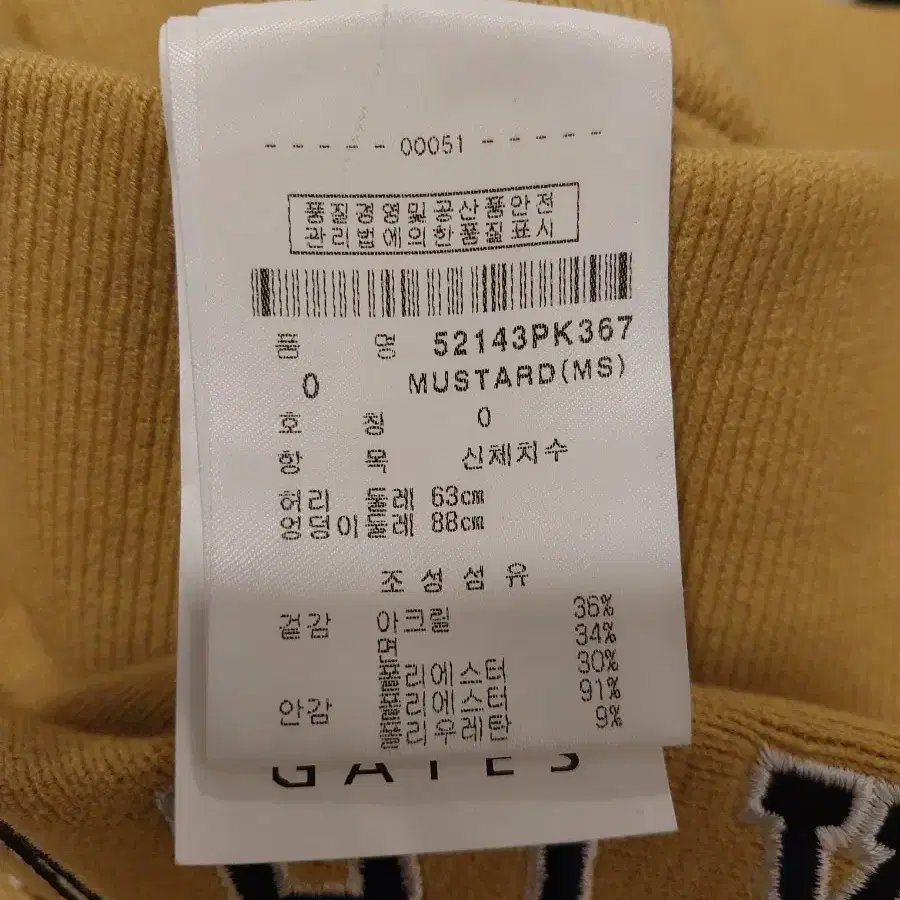 - - - - - 00051 - - - - -
품질경영및공산품안전
관리법에의한품질표시
품 명 52143PK367
0 MUSTARD(MS)
호 칭 0
항 목 신체치수
허리 둘레 63cm
엉덩이둘레 88cm
조 성 섬 유
겉감 아크릴 36%
면 34%
폴리에스터 30%
안감 폴리에스터 91%
폴리우레탄 9%
GATES